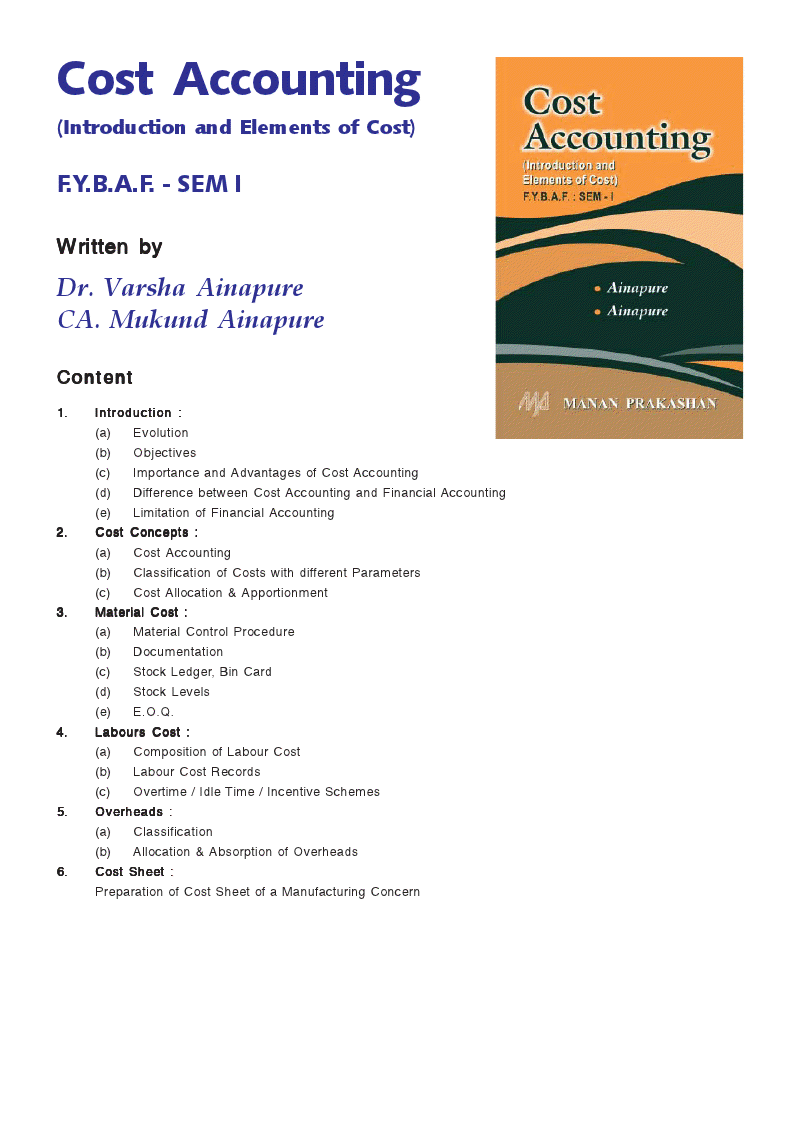 Cost Accounting
(Introduction and Elements of Cost)
F.Y.B.A.F. - SEM I
Written by
Dr. Varsha Ainapure
CA. Mukund Ainapure
Cost
Accounting
(Introduction and
Elements of Cost)
F.Y.B.A.F. : SEM - I
• Ainapure
• Ainapure
MANAN PRAKASHAN
Content
1. Introduction :
(a) Evolution
(b) Objectives
(c) Importance and Advantages of Cost Accounting
(d) Difference between Cost Accounting and Financial Accounting
(e) Limitation of Financial Accounting
2. Cost Concepts :
(a) Cost Accounting
(b) Classification of Costs with different Parameters
(c) Cost Allocation & Apportionment
3. Material Cost :
(a) Material Control Procedure
(b) Documentation
(c) Stock Ledger, Bin Card
(d) Stock Levels
(e) E.O.Q.
4. Labours Cost :
(a) Composition of Labour Cost
(b) Labour Cost Records
(c) Overtime / Idle Time / Incentive Schemes
5. Overheads :
(a) Classification
(b) Allocation & Absorption of Overheads
6. Cost Sheet :
Preparation of Cost Sheet of a Manufacturing Concern